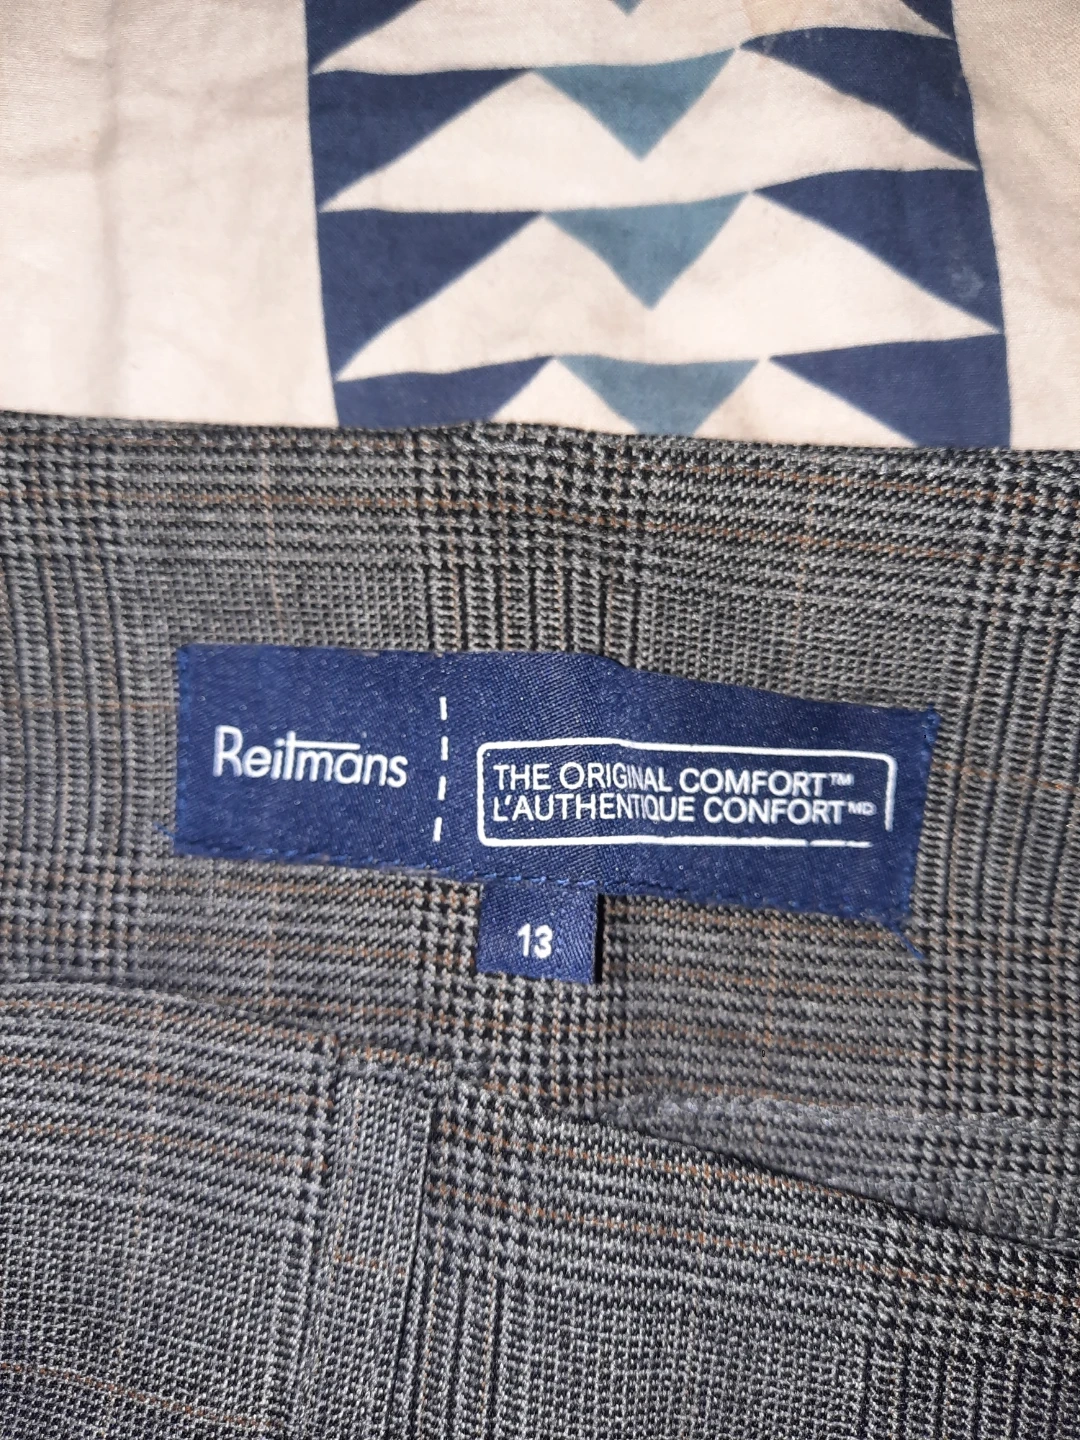 Reitmans
THE ORIGINAL COMFORT™
L'AUTHENTIQUE CONFORT MD
13